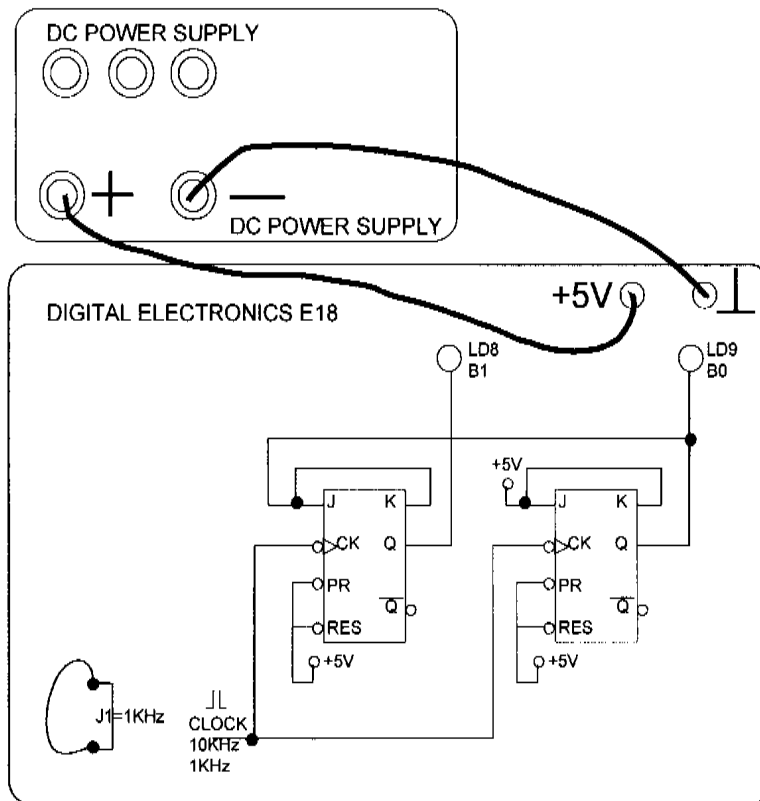 DC POWER SUPPLY
+ —
DC POWER SUPPLY
DIGITAL ELECTRONICS E18
+5V ⊥
LD8
B1
LD9
B0
+5V
J K
CK Q
PR
Q̅
RES
+5V
J K
CK Q
PR
Q̅
RES
+5V
J1=1KHz
CLOCK
10KHz
1KHz